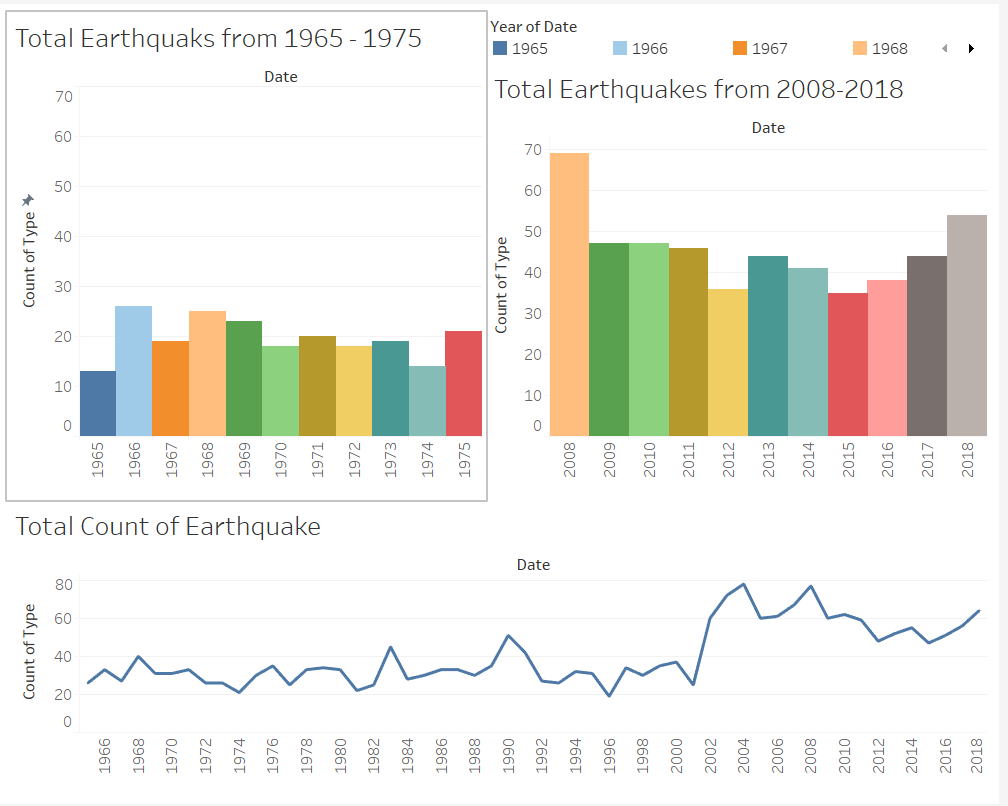 Total Earthquaks from 1965 - 1975
Date
70
60
50
40
30
20
10
0
Count of Type
1965 1966 1967 1968 1969 1970 1971 1972 1973 1974 1975
Year of Date
1965 1966 1967 1968
Total Earthquakes from 2008-2018
Date
70
60
50
40
30
20
10
0
Count of Type
2008 2009 2010 2011 2012 2013 2014 2015 2016 2017 2018
Total Count of Earthquake
Date
80
60
40
20
0
Count of Type
1966 1968 1970 1972 1974 1976 1978 1980 1982 1984 1986 1988 1990 1992 1994 1996 1998 2000 2002 2004 2006 2008 2010 2012 2014 2016 2018